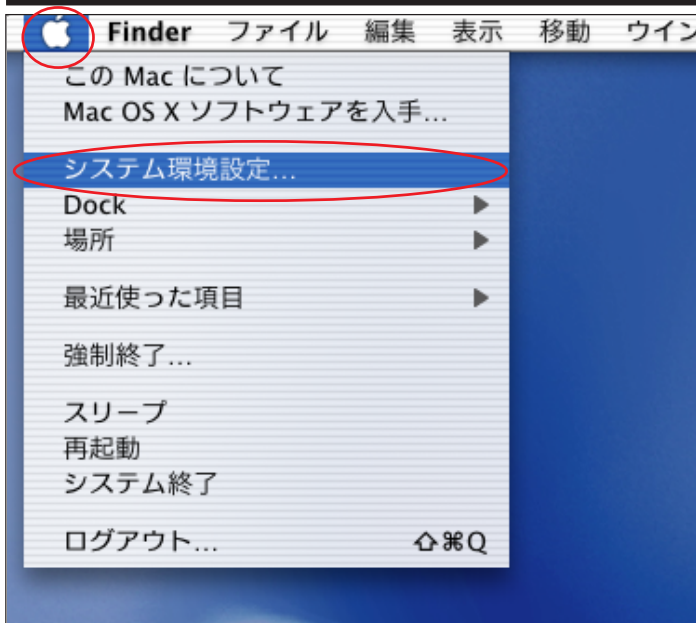 Finder ファイル 編集 表示 移動 ウイン
この Mac について
Mac OS X ソフトウェアを入手...
システム環境設定...
Dock
場所
最近使った項目
強制終了...
スリープ
再起動
システム終了
ログアウト... ⇧⌘Q